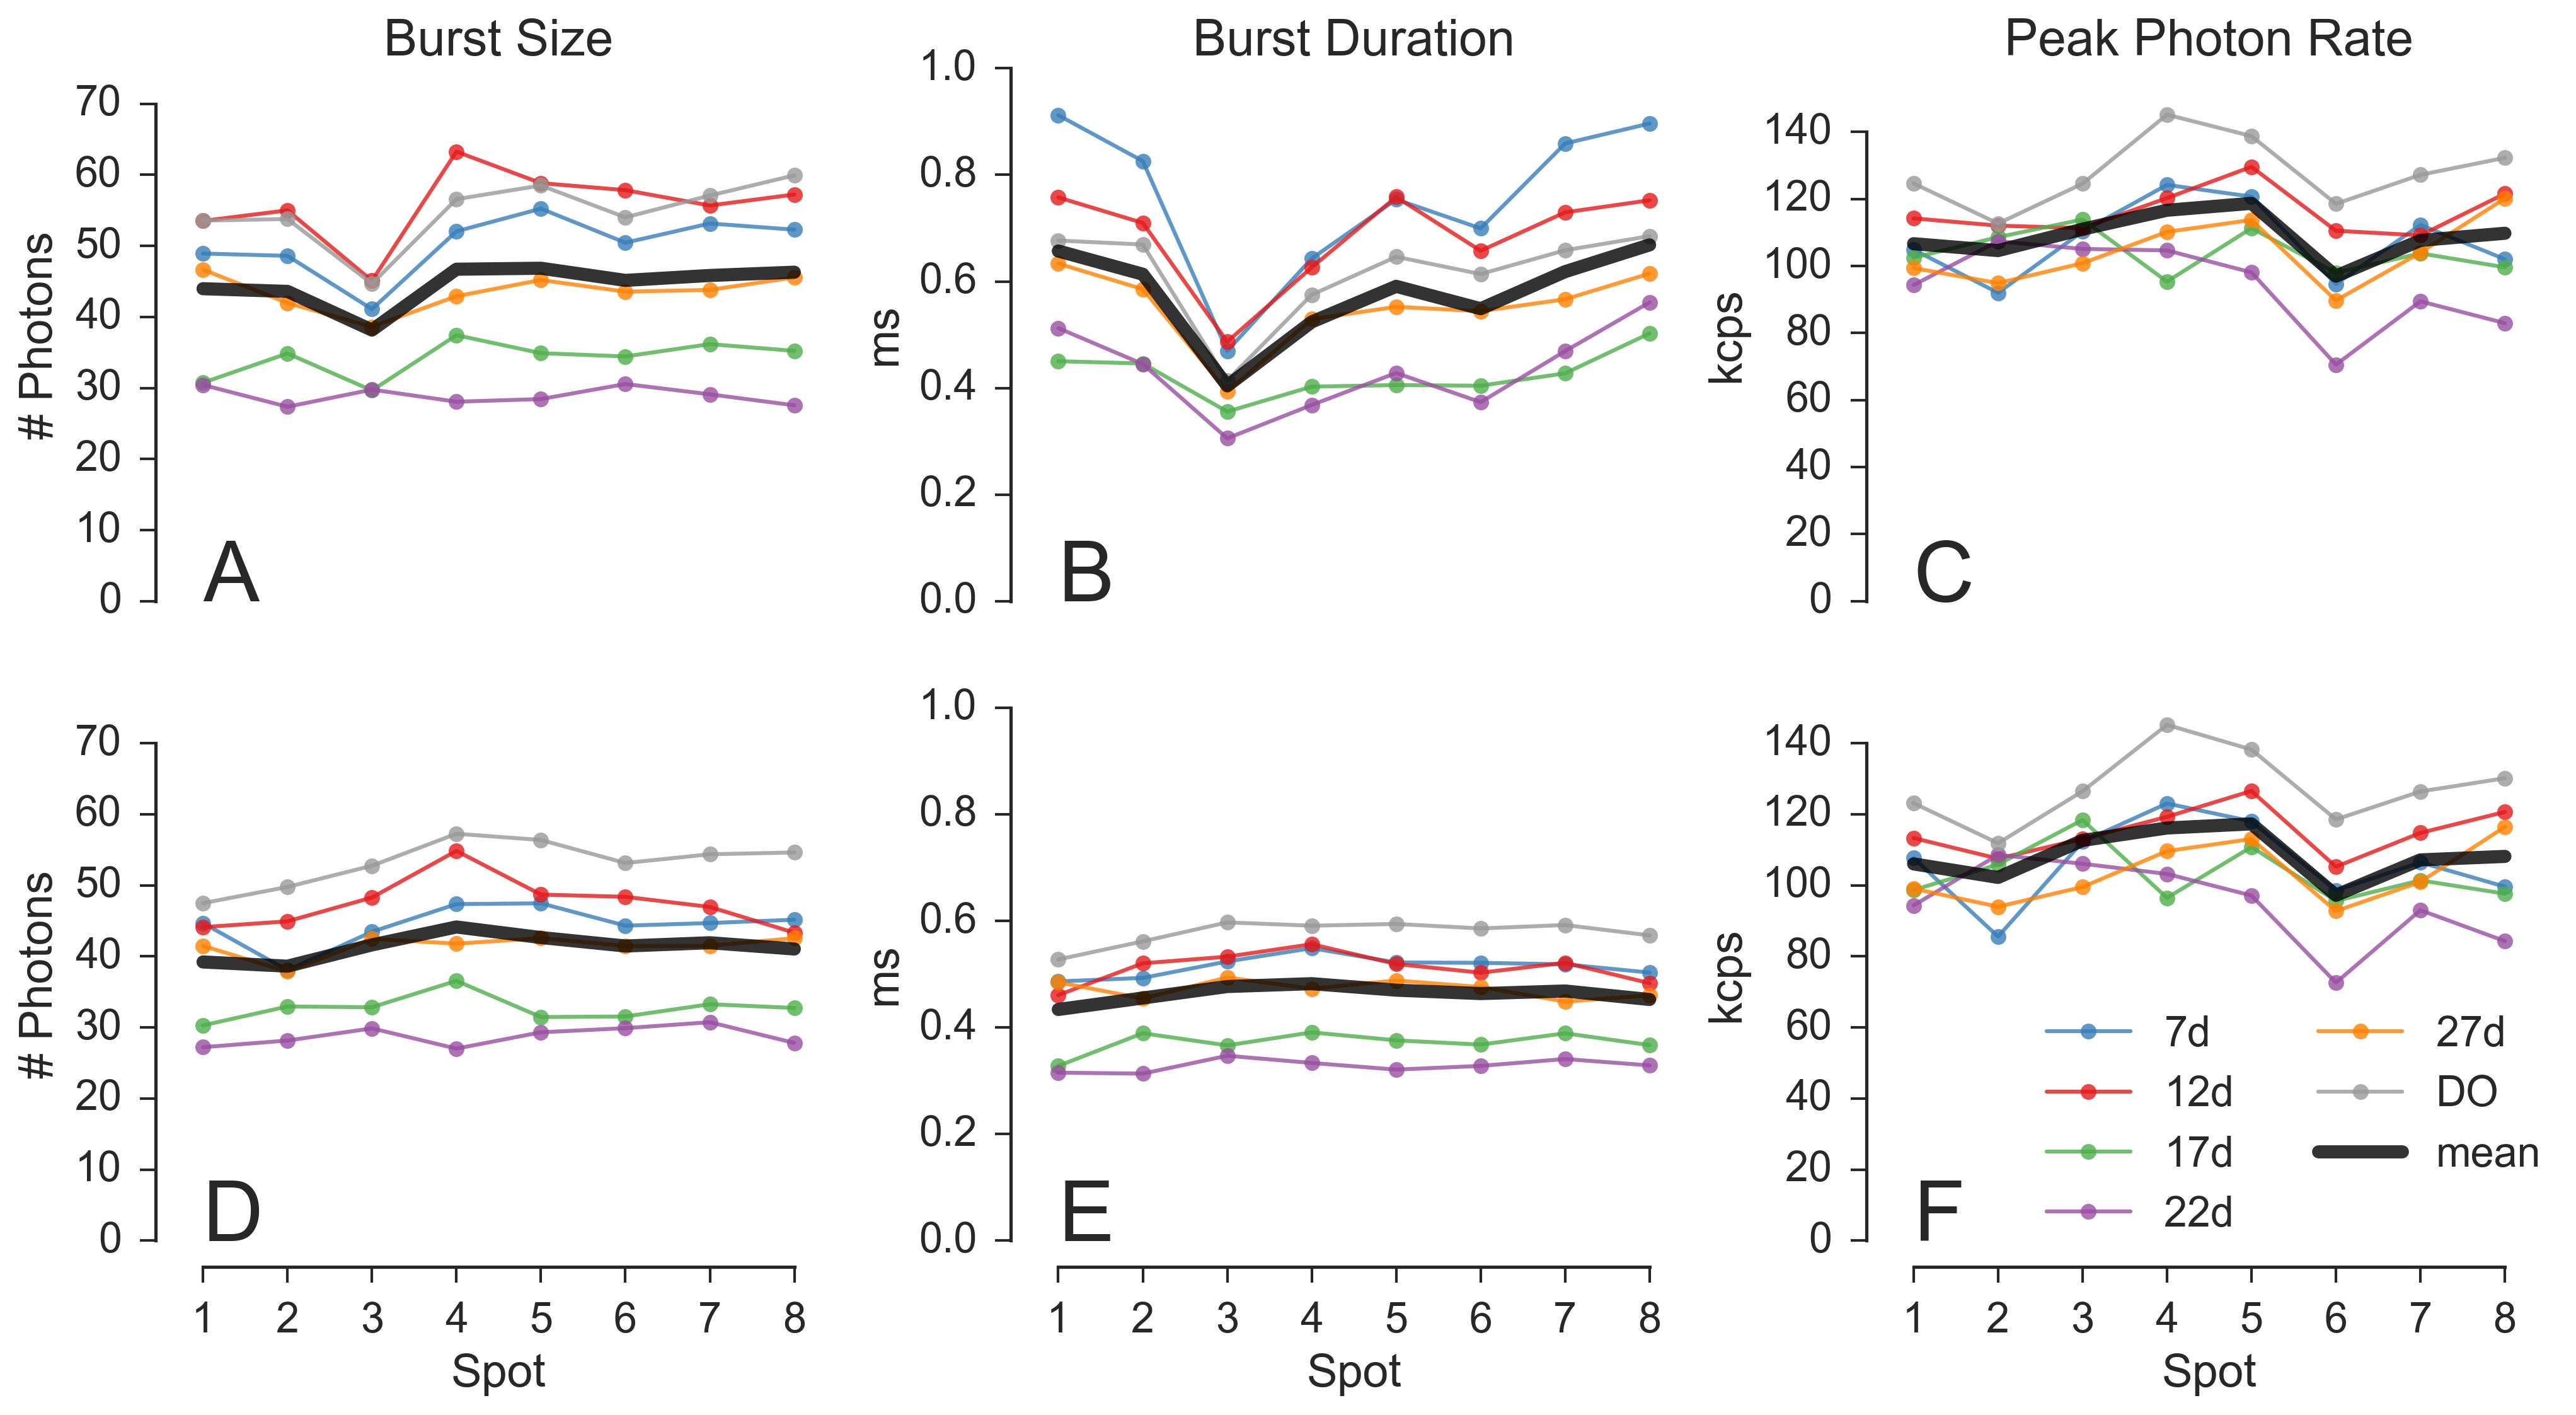 Burst Size
Burst Duration
Peak Photon Rate
# Photons
70
60
50
40
30
20
10
0
A
ms
1.0
0.8
0.6
0.4
0.2
0.0
B
kcps
140
120
100
80
60
40
20
0
C
# Photons
70
60
50
40
30
20
10
0
D
1 2 3 4 5 6 7 8
Spot
ms
1.0
0.8
0.6
0.4
0.2
0.0
E
1 2 3 4 5 6 7 8
Spot
kcps
140
120
100
80
60
40
20
0
F
7d
12d
17d
22d
27d
DO
mean
1 2 3 4 5 6 7 8
Spot